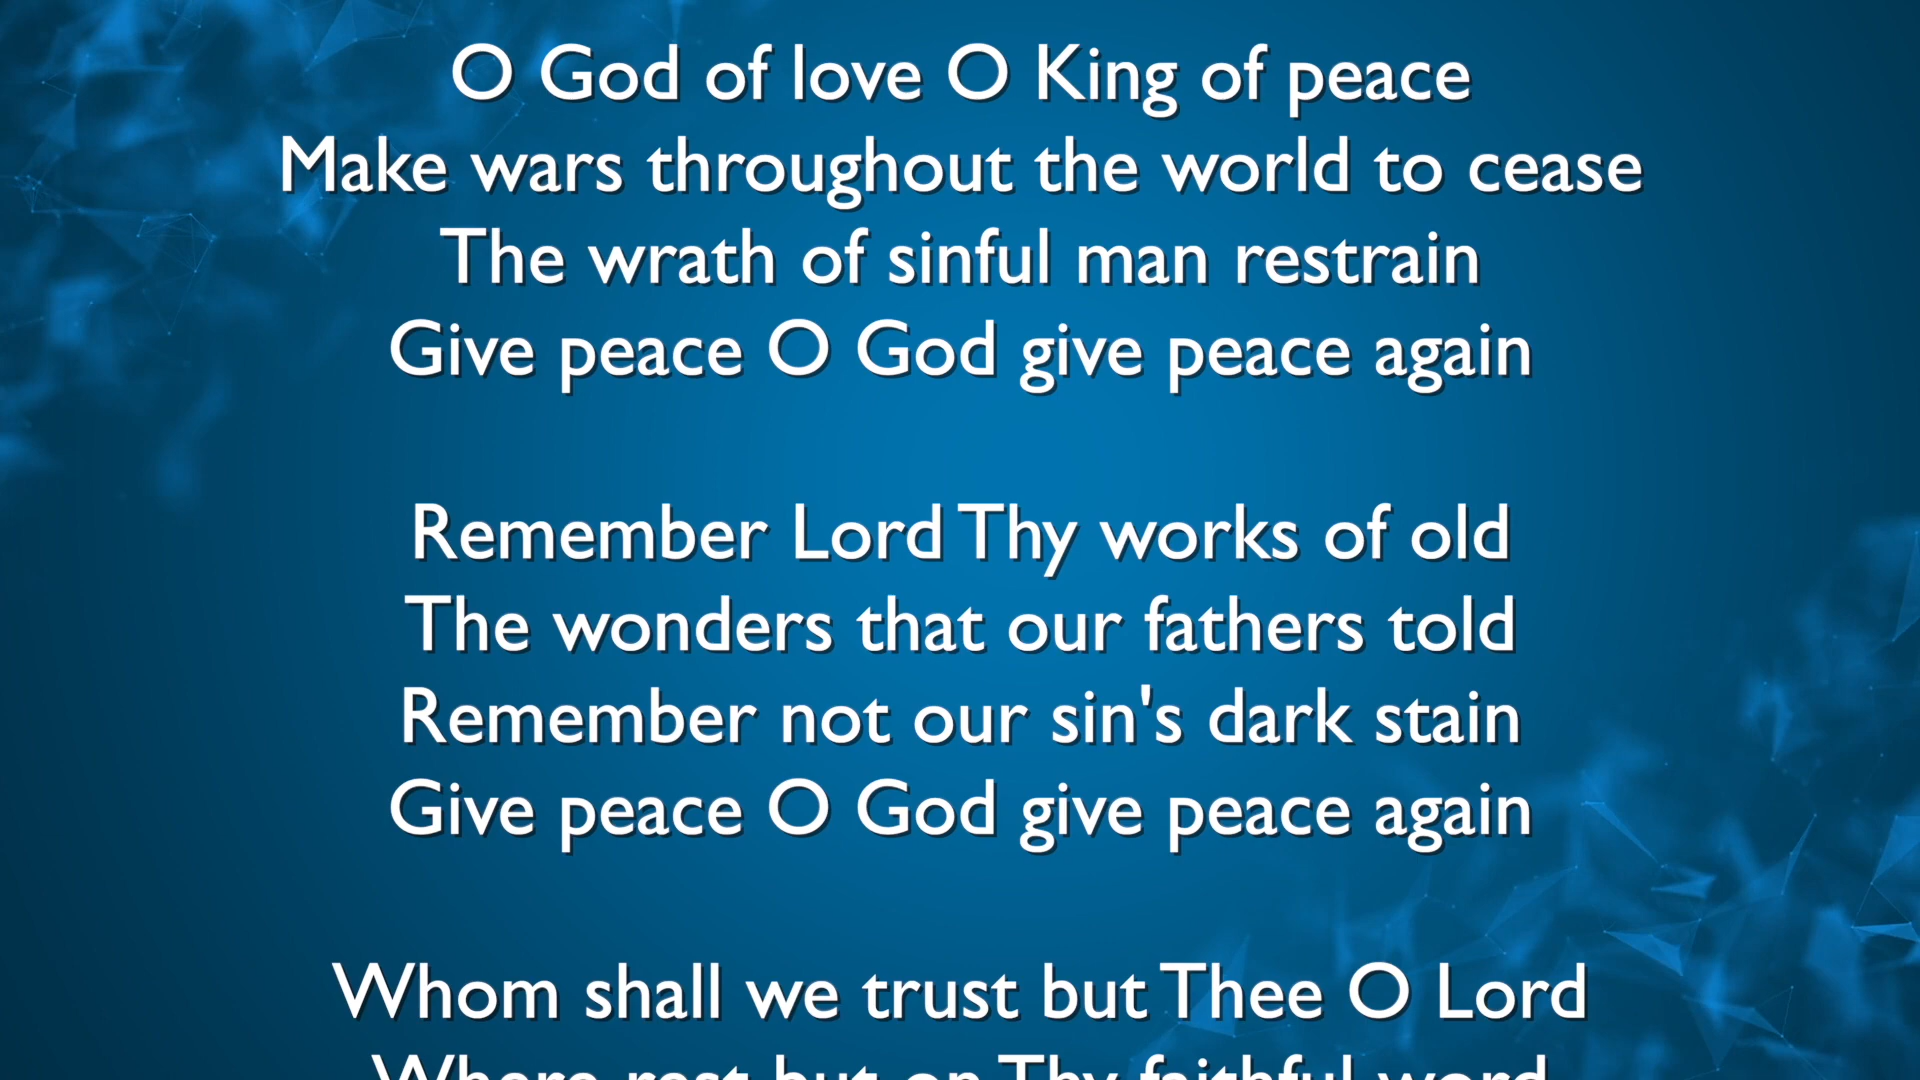 O God of love O King of peace
Make wars throughout the world to cease
The wrath of sinful man restrain
Give peace O God give peace again
Remember Lord Thy works of old
The wonders that our fathers told
Remember not our sin's dark stain
Give peace O God give peace again
Whom shall we trust but Thee O Lord
Where rest but on Thy faithful word